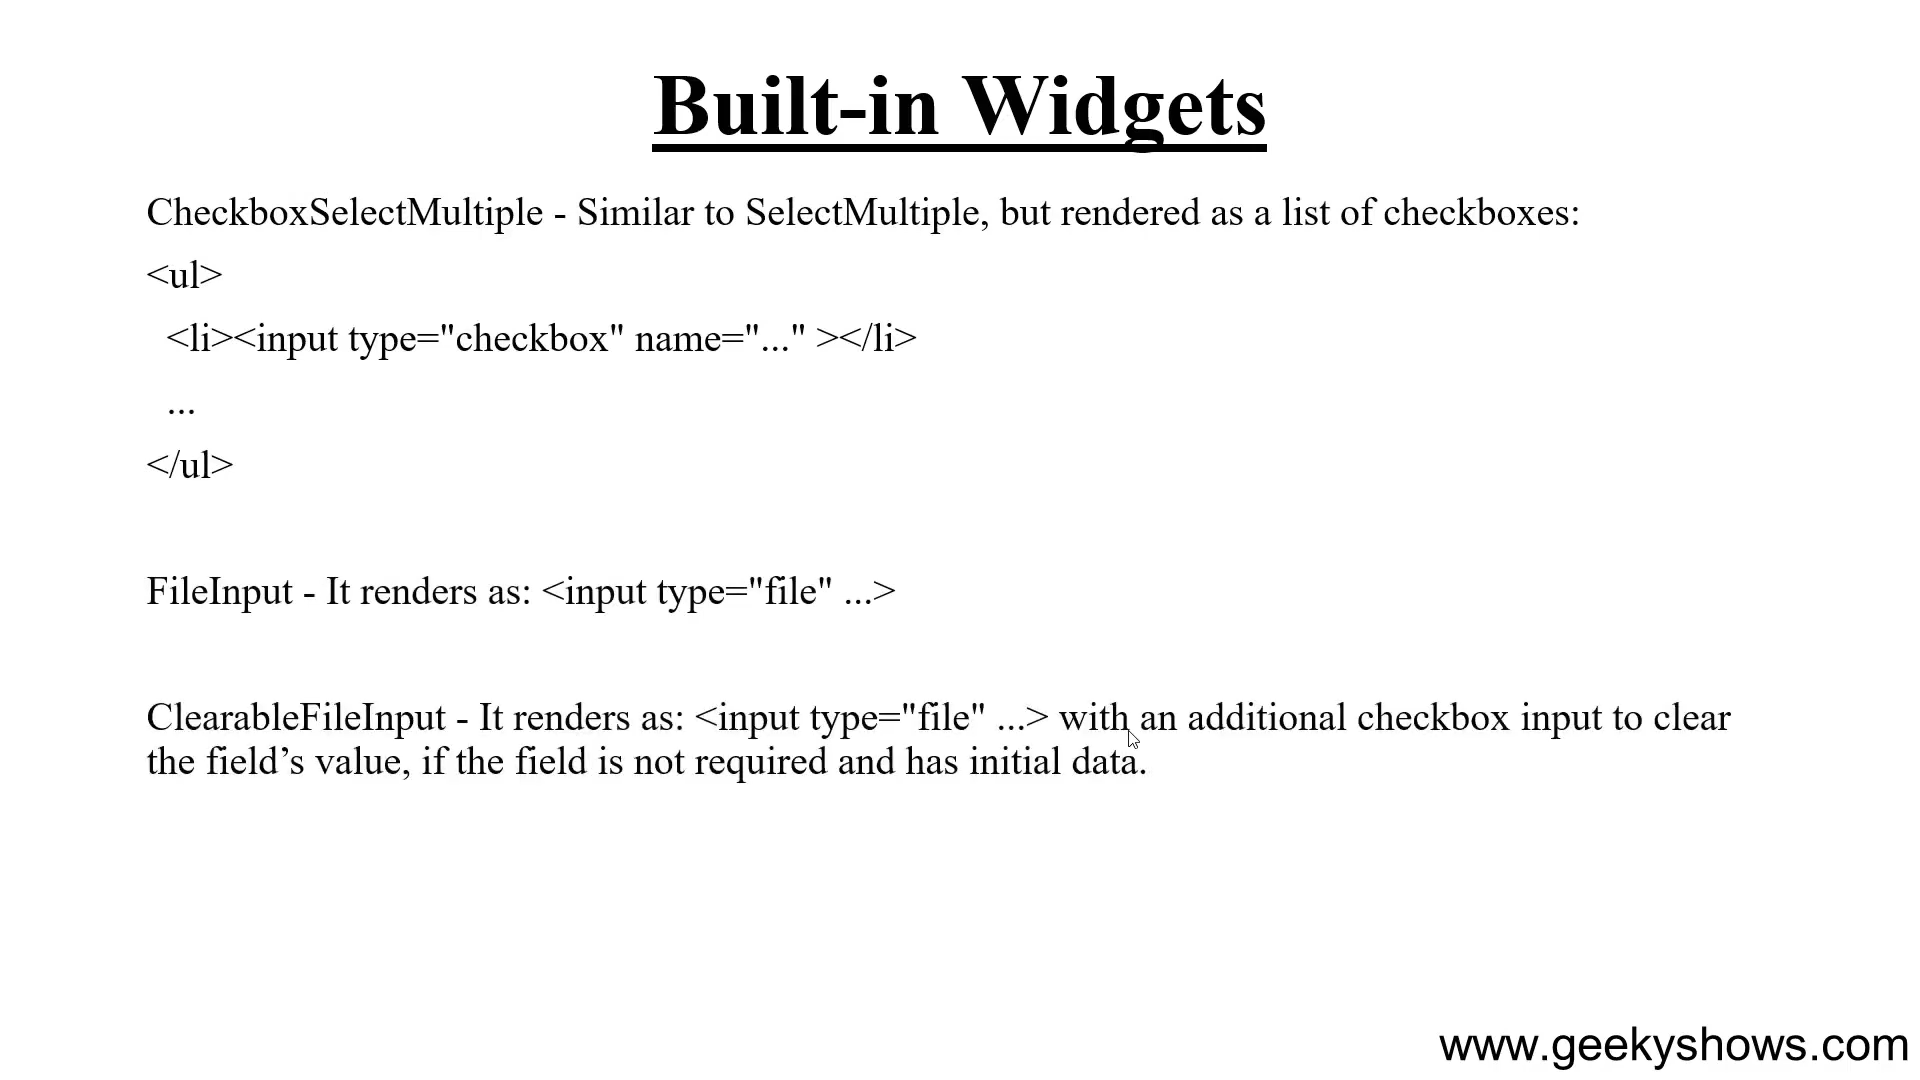 Built-in Widgets
CheckboxSelectMultiple - Similar to SelectMultiple, but rendered as a list of checkboxes:
<ul>
<li><input type="checkbox" name="..." ></li>
...
</ul>
FileInput - It renders as: <input type="file" ...>
ClearableFileInput - It renders as: <input type="file" ...> with an additional checkbox input to clear
the field’s value, if the field is not required and has initial data.
www.geekyshows.com